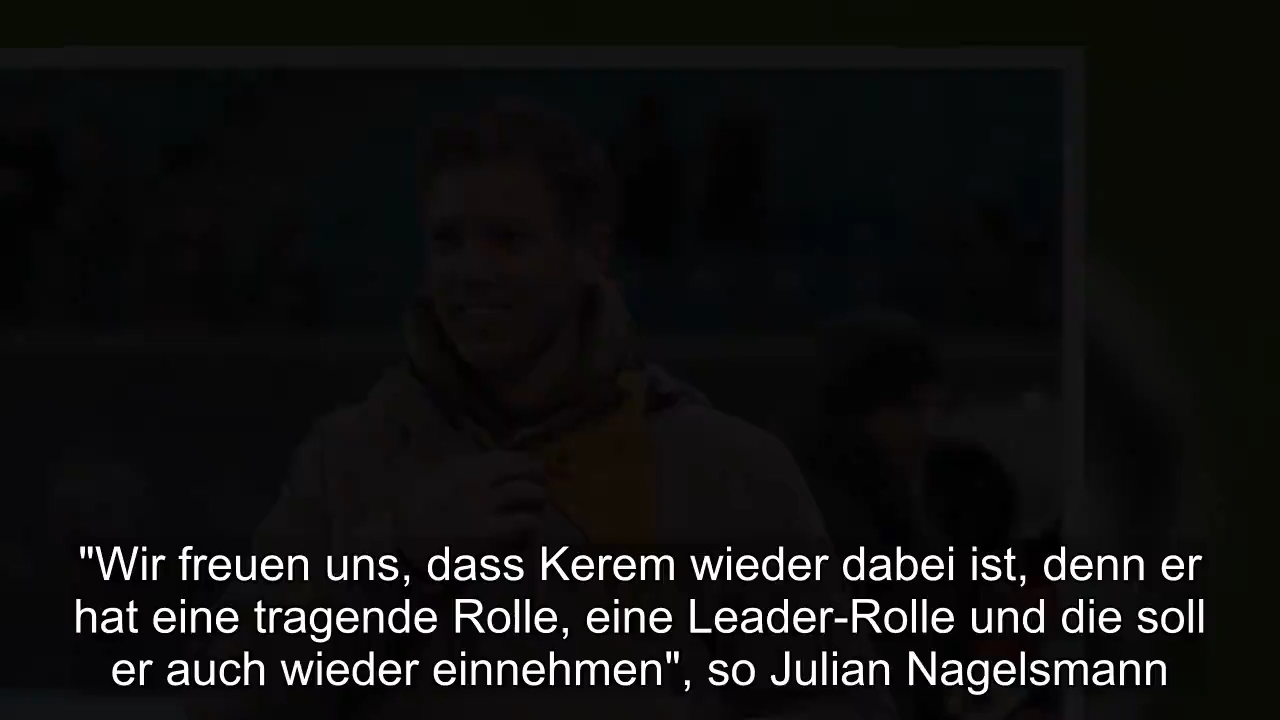 "Wir freuen uns, dass Kerem wieder dabei ist, denn er
hat eine tragende Rolle, eine Leader-Rolle und die soll
er auch wieder einnehmen", so Julian Nagelsmann